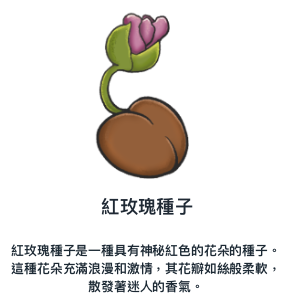 紅玫瑰種子
紅玫瑰種子是一種具有神秘紅色的花朵的種子。
這種花朵充滿浪漫和激情，其花瓣如絲般柔軟，
散發著迷人的香氣。